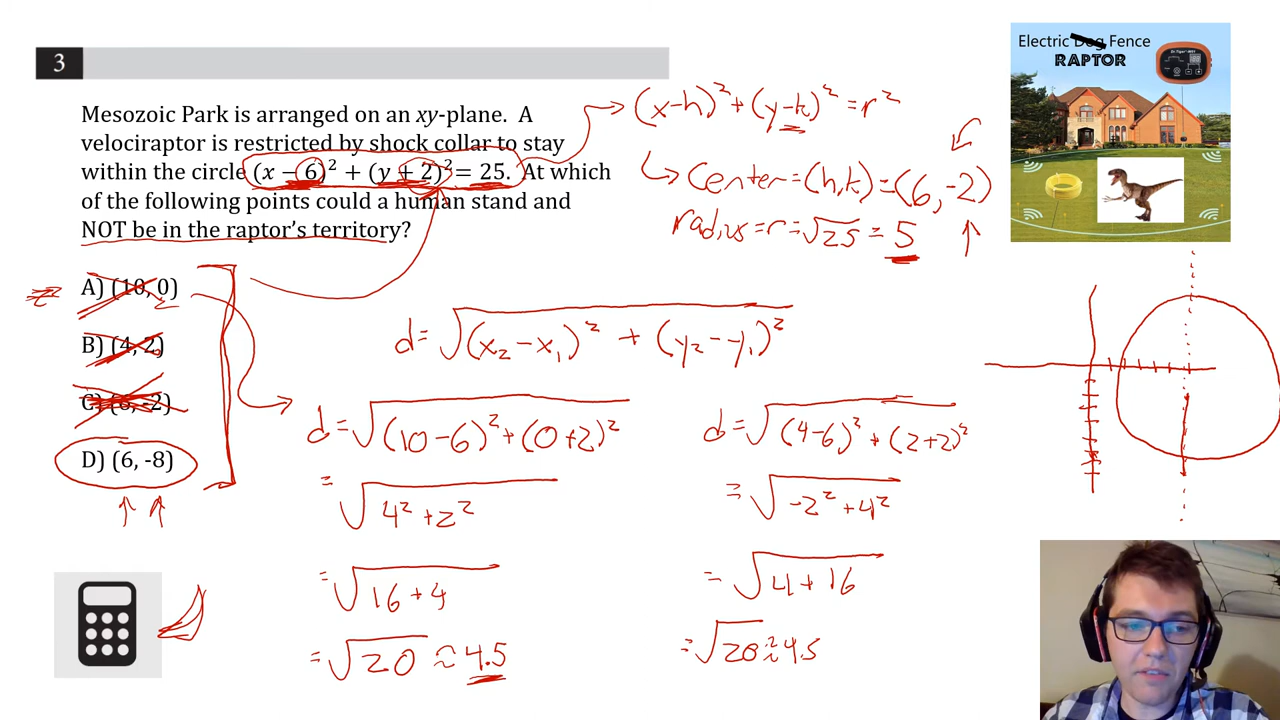 3
Mesozoic Park is arranged on an xy-plane. A
velociraptor is restricted by shock collar to stay
within the circle (x − 6)² + (y + 2)² = 25. At which
of the following points could a human stand and
NOT be in the raptor's territory?
A) (10, 0)
B) (4, 2)
C) (6, -2)
D) (6, -8)
(x-h)² + (y-k)² = r²
Center = (h,k) = (6, -2)
radius = r = √25 = 5
Electric Dog Fence
RAPTOR
d = √(x₂ - x₁)² + (y₂ - y₁)²
d = √(10-6)² + (0+2)²
= √4² + 2²
= √16 + 4
= √20 ≈ 4.5
d = √(4-6)² + (2+2)²
= √-2² + 4²
= √4 + 16
= √20 ≈ 4.5